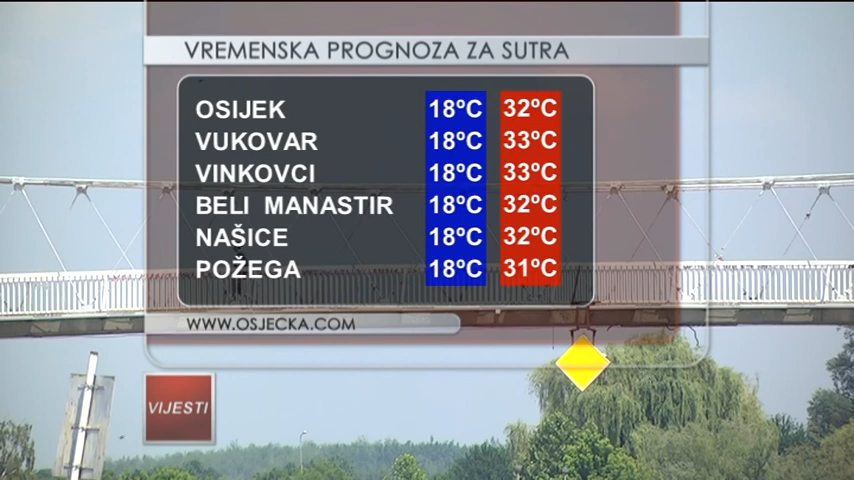 VREMENSKA PROGNOZA ZA SUTRA
OSIJEK 18ºC 32ºC
VUKOVAR 18ºC 33ºC
VINKOVCI 18ºC 33ºC
BELI MANASTIR 18ºC 32ºC
NAŠICE 18ºC 32ºC
POŽEGA 18ºC 31ºC
WWW.OSJECKA.COM
VIJESTI